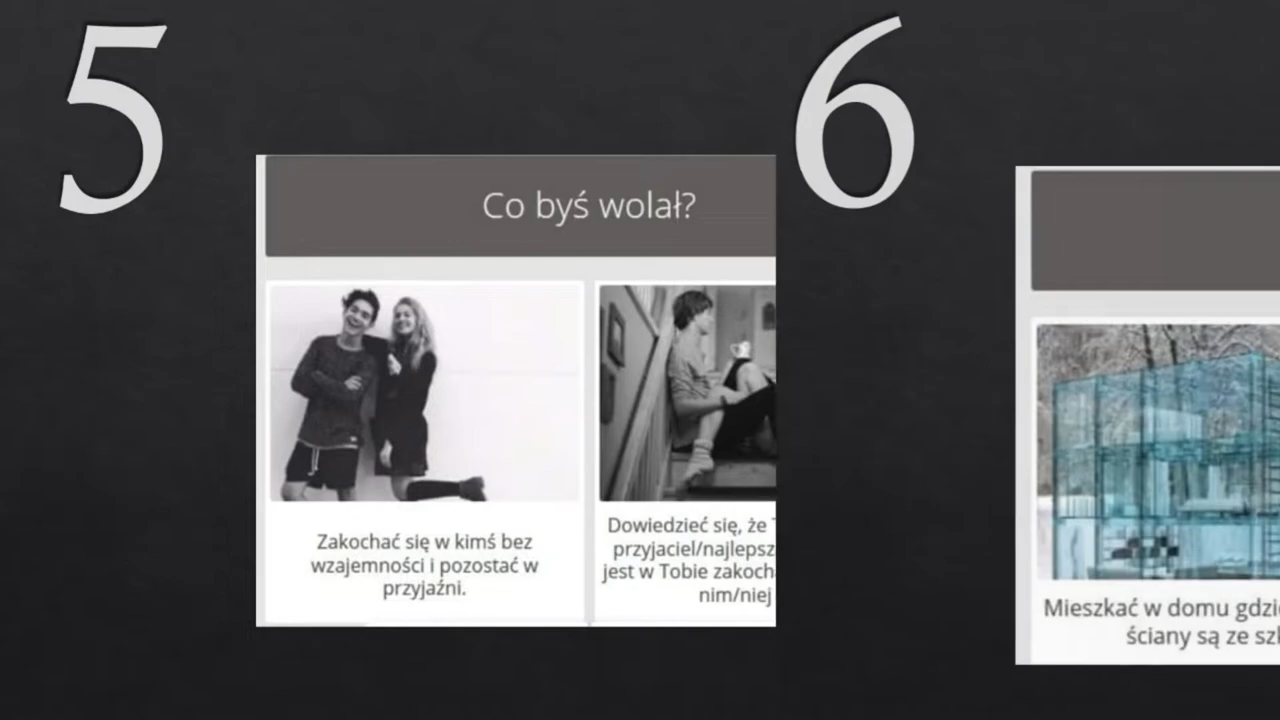 5
Co byś wolał?
Zakochać się w kimś bez
wzajemności i pozostać w
przyjaźni.
Dowiedzieć się, że
przyjaciel/najlepsz
jest w Tobie zakoch
nim/niej
6
Mieszkać w domu gdzi
ściany są ze sz